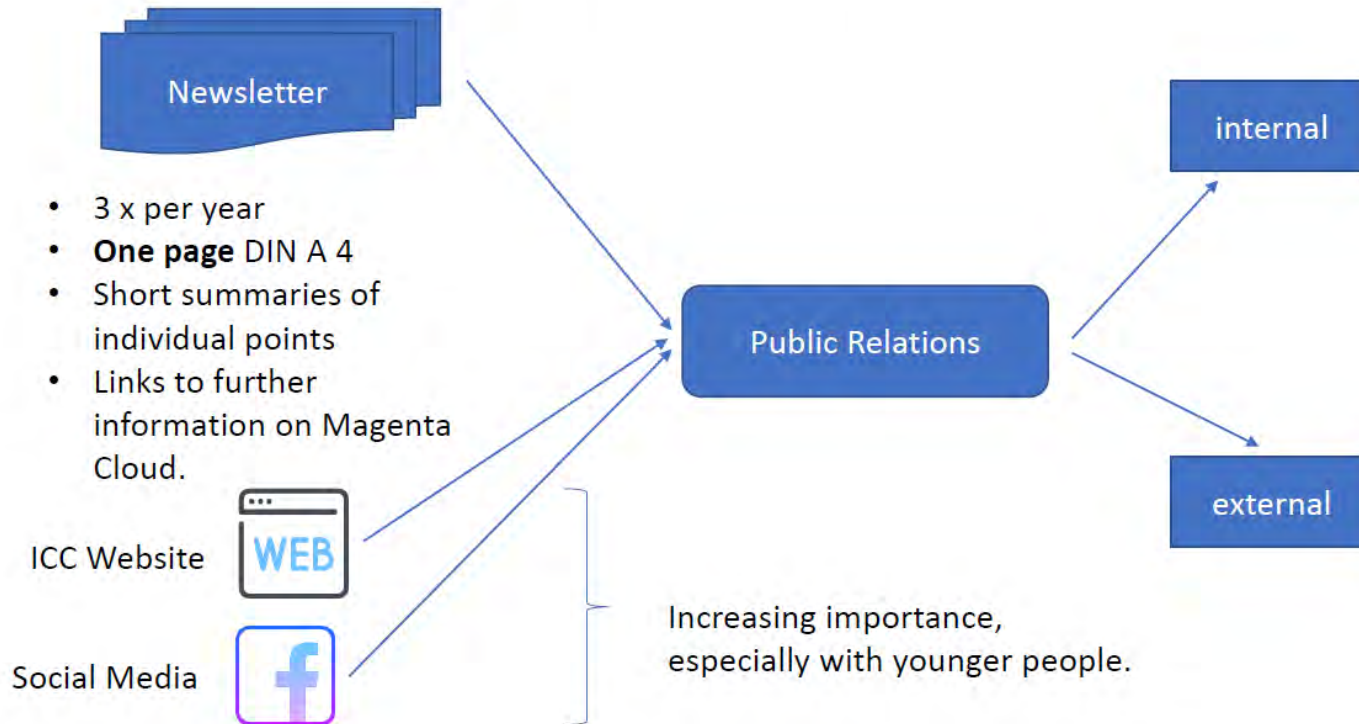 Newsletter
internal
• 3 x per year
• One page DIN A 4
• Short summaries of
individual points
• Links to further
information on Magenta
Cloud.
Public Relations
external
ICC Website
WEB
Increasing importance,
especially with younger people.
Social Media
f